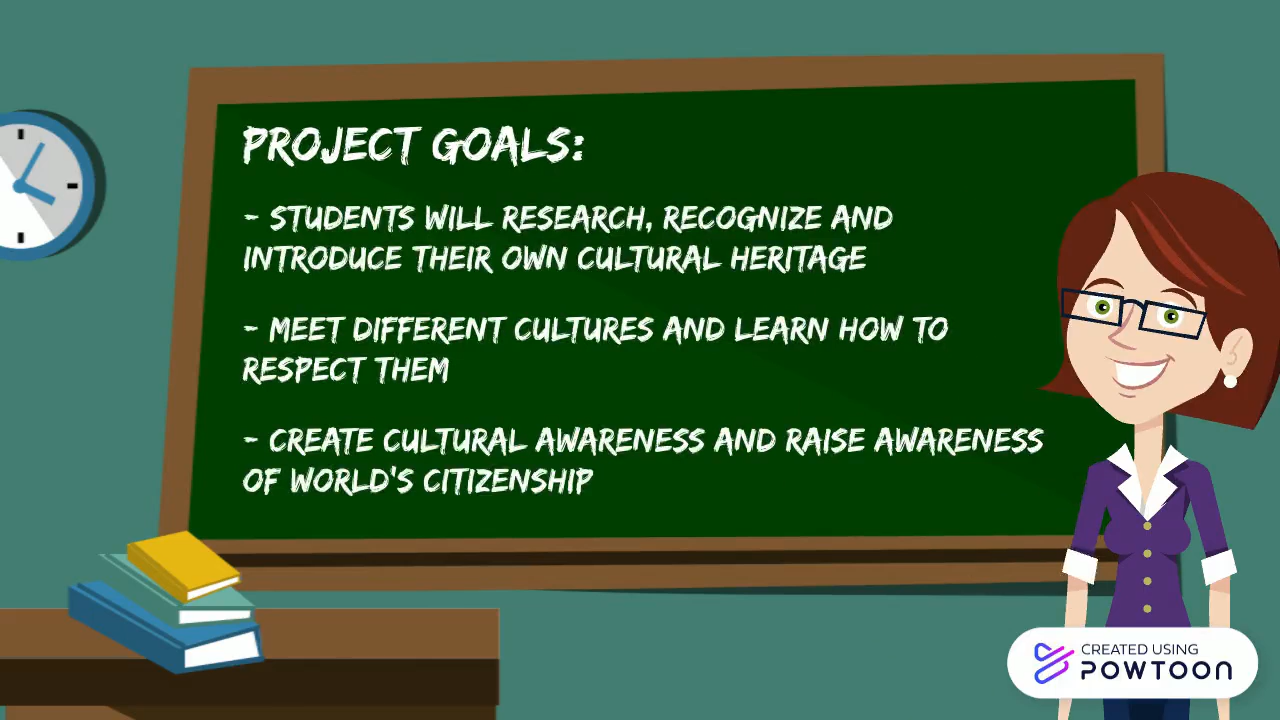 PROJECT GOALS:
- STUDENTS WILL RESEARCH, RECOGNIZE AND
INTRODUCE THEIR OWN CULTURAL HERITAGE
- MEET DIFFERENT CULTURES AND LEARN HOW TO
RESPECT THEM
- CREATE CULTURAL AWARENESS AND RAISE AWARENESS
OF WORLD'S CITIZENSHIP
CREATED USING
POWTOON